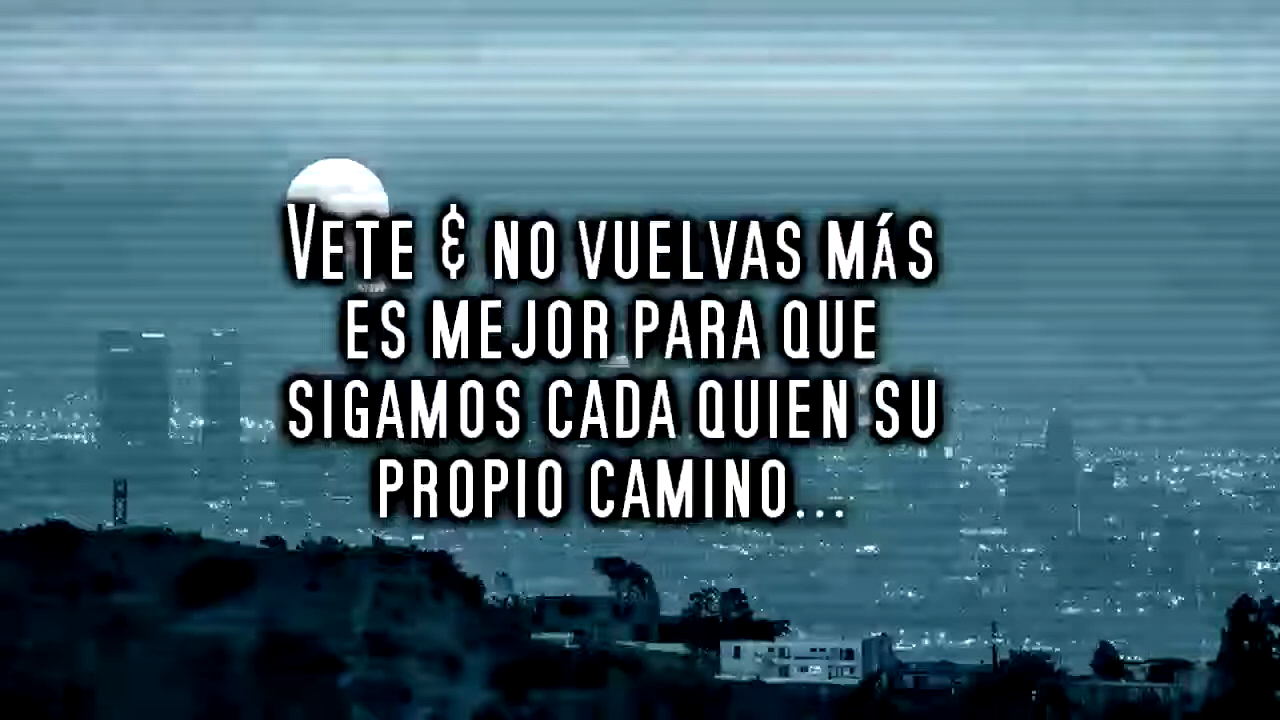 Vete & no vuelvas más
es mejor para que
sigamos cada quien su
propio camino...